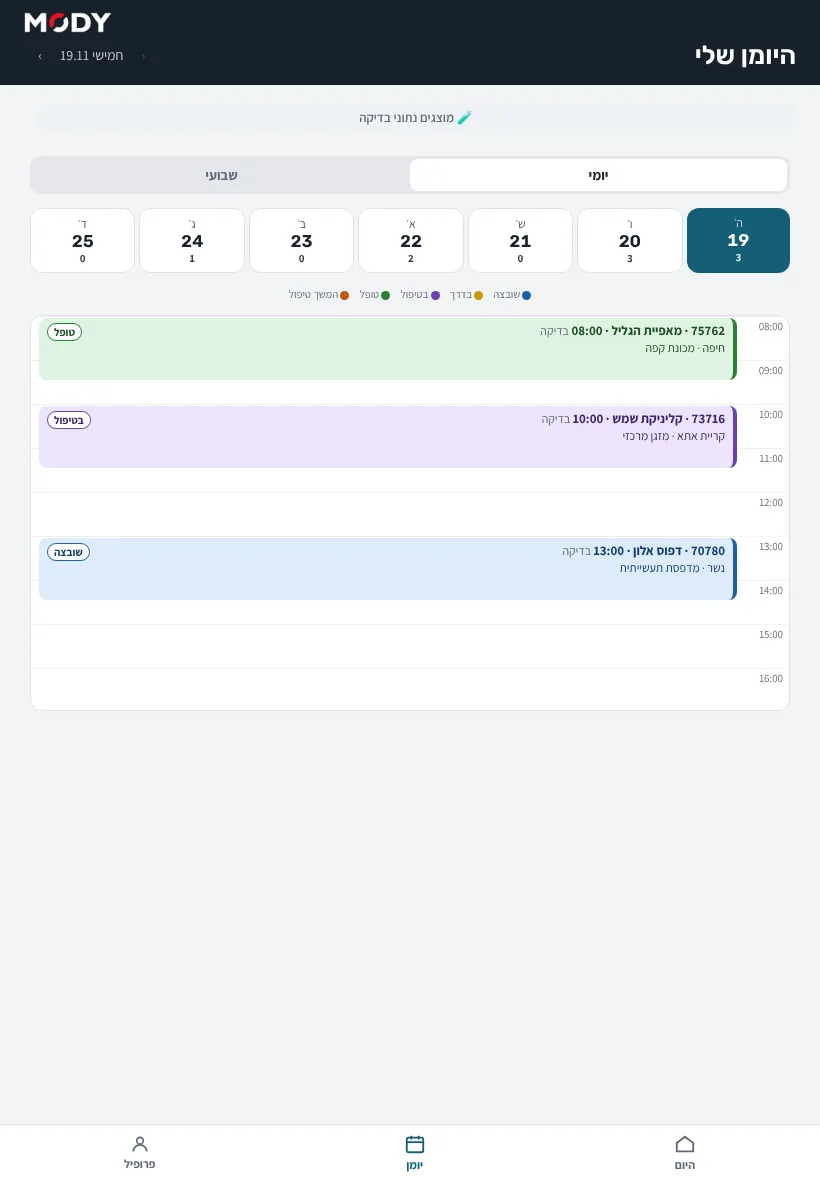 MODY
היומן שלי
‹ חמישי 19.11 ›
🧪 מוצגים נתוני בדיקה
יומי
שבועי
ה׳
19
3
ו׳
20
3
ש׳
21
0
א׳
22
2
ב׳
23
0
ג׳
24
1
ד׳
25
0
שובצה
בדרך
בטיפול
טופל
המשך טיפול
08:00
75762 · מאפיית הגליל · 08:00 בדיקה
טופל
חיפה · מכונת קפה
09:00
10:00
73716 · קליניקת שמש · 10:00 בדיקה
בטיפול
קריית אתא · מזגן מרכזי
11:00
12:00
13:00
70780 · דפוס אלון · 13:00 בדיקה
שובצה
נשר · מדפסת תעשייתית
14:00
15:00
16:00
היום
יומן
פרופיל